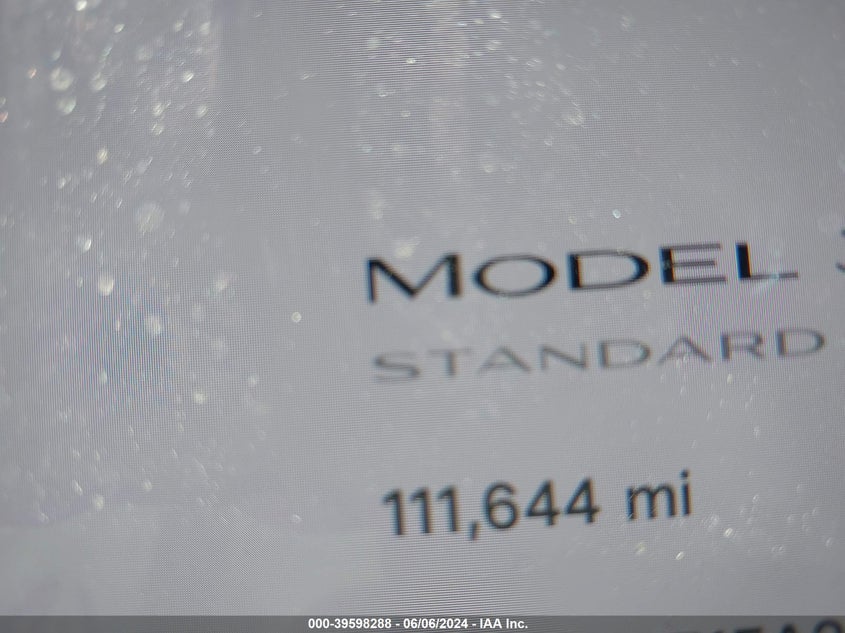 MODEL
STANDARD
111,644 mi
000-39598288 - 06/06/2024 - IAA Inc.